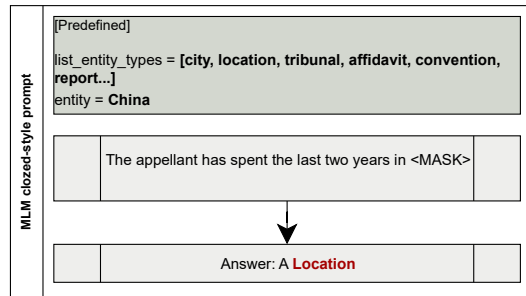 MLM clozed-style prompt
[Predefined]
list_entity_types = [city, location, tribunal, affidavit, convention,
report...]
entity = China
The appellant has spent the last two years in <MASK>
Answer: A Location